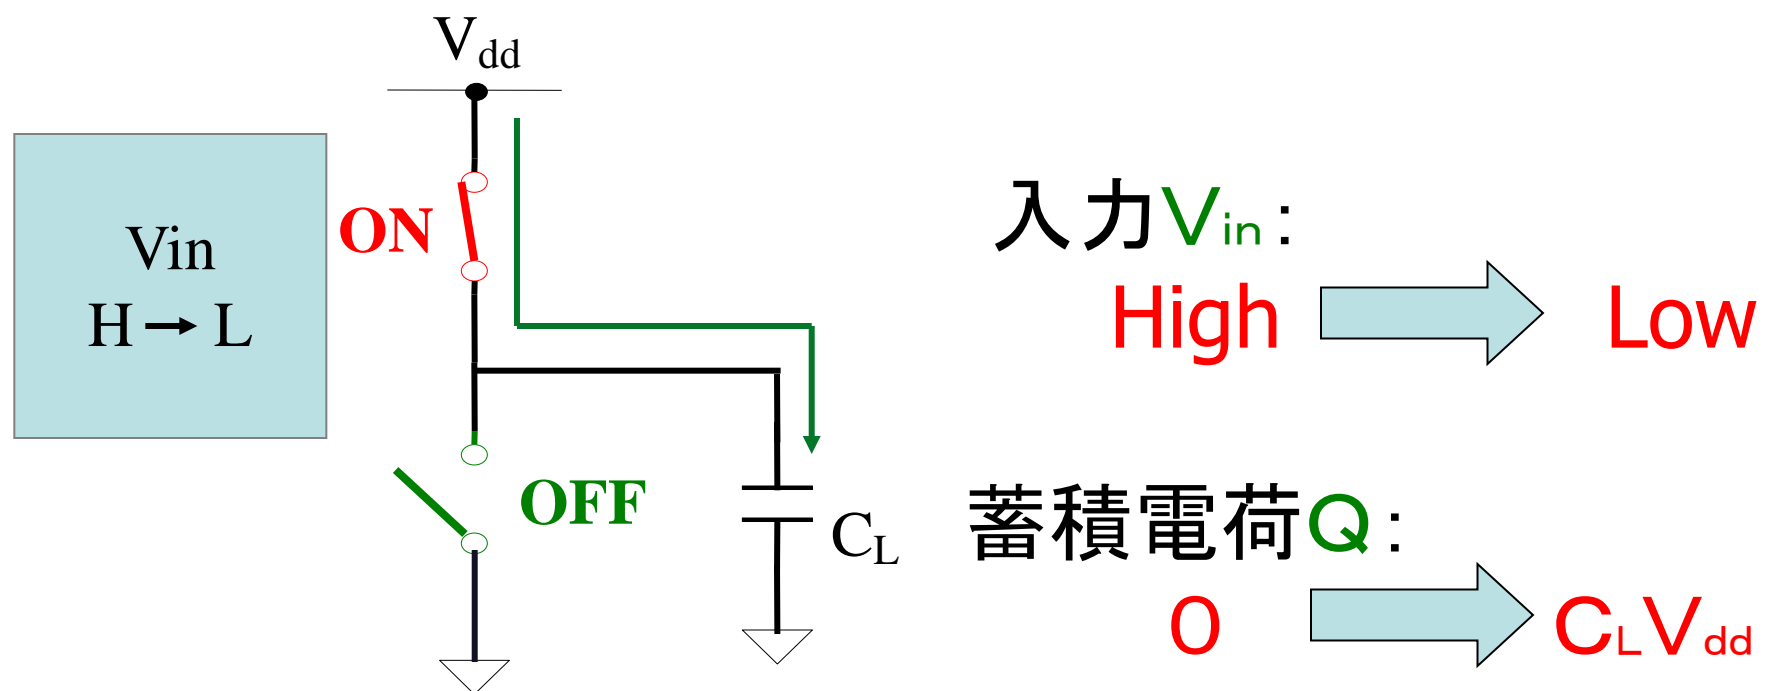 Vdd
Vin
H → L
ON
OFF
CL
入力Vin:
High Low
蓄積電荷Q:
0 CLVdd